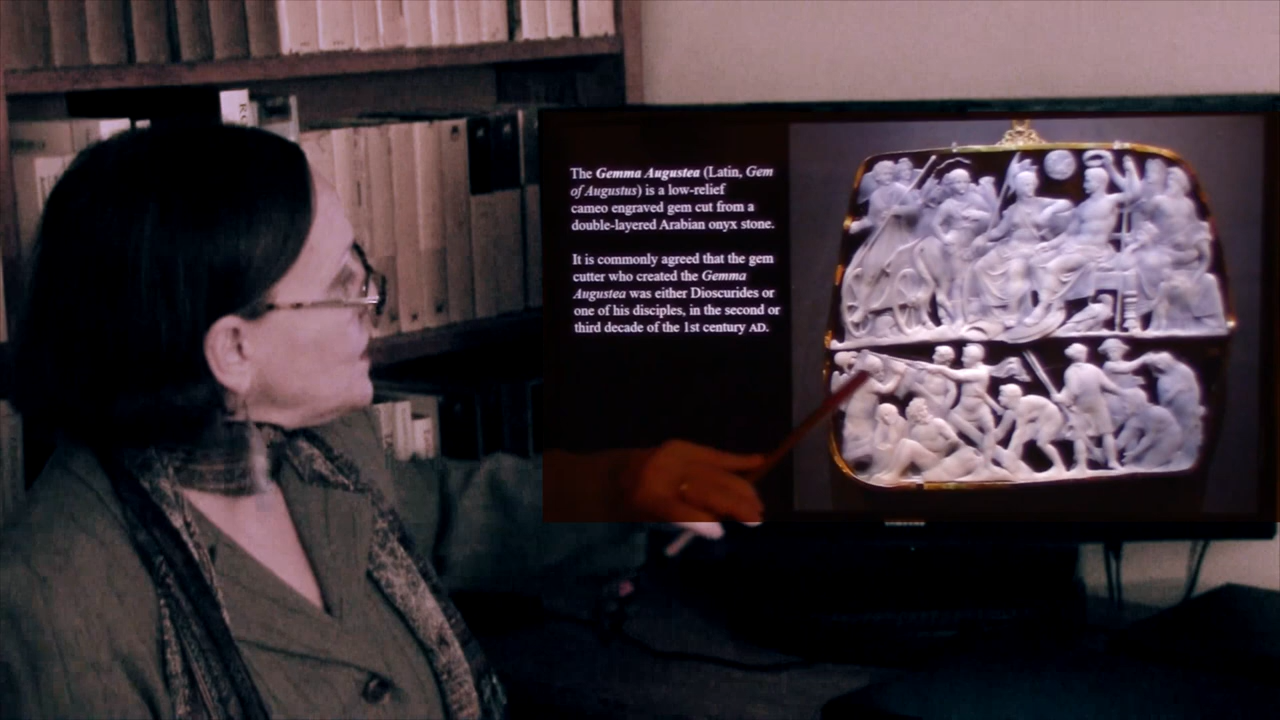 The Gemma Augustea (Latin, Gem
of Augustus) is a low-relief
cameo engraved gem cut from a
double-layered Arabian onyx stone.
It is commonly agreed that the gem
cutter who created the Gemma
Augustea was either Dioscurides or
one of his disciples, in the second or
third decade of the 1st century AD.